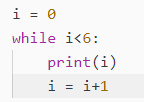 i = 0
while i<6:
    print(i)
    i = i+1